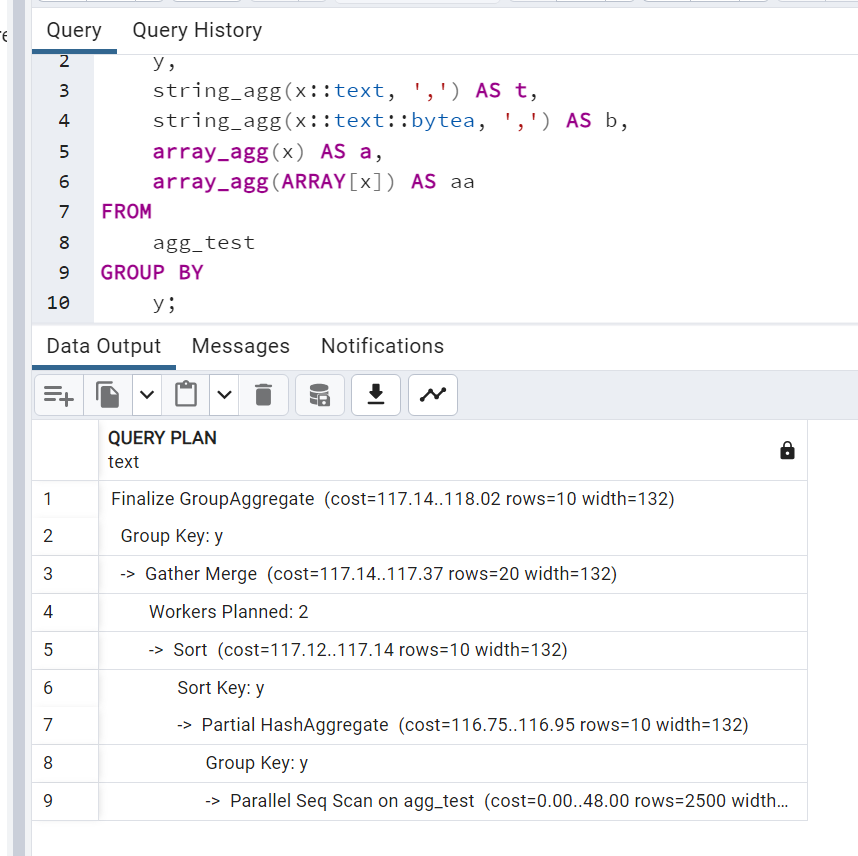 Query Query History
2 y,
3 string_agg(x::text, ',') AS t,
4 string_agg(x::text::bytea, ',') AS b,
5 array_agg(x) AS a,
6 array_agg(ARRAY[x]) AS aa
7 FROM
8 agg_test
9 GROUP BY
10 y;
Data Output Messages Notifications
QUERY PLAN
text
1 Finalize GroupAggregate (cost=117.14..118.02 rows=10 width=132)
2 Group Key: y
3 -> Gather Merge (cost=117.14..117.37 rows=20 width=132)
4 Workers Planned: 2
5 -> Sort (cost=117.12..117.14 rows=10 width=132)
6 Sort Key: y
7 -> Partial HashAggregate (cost=116.75..116.95 rows=10 width=132)
8 Group Key: y
9 -> Parallel Seq Scan on agg_test (cost=0.00..48.00 rows=2500 width...